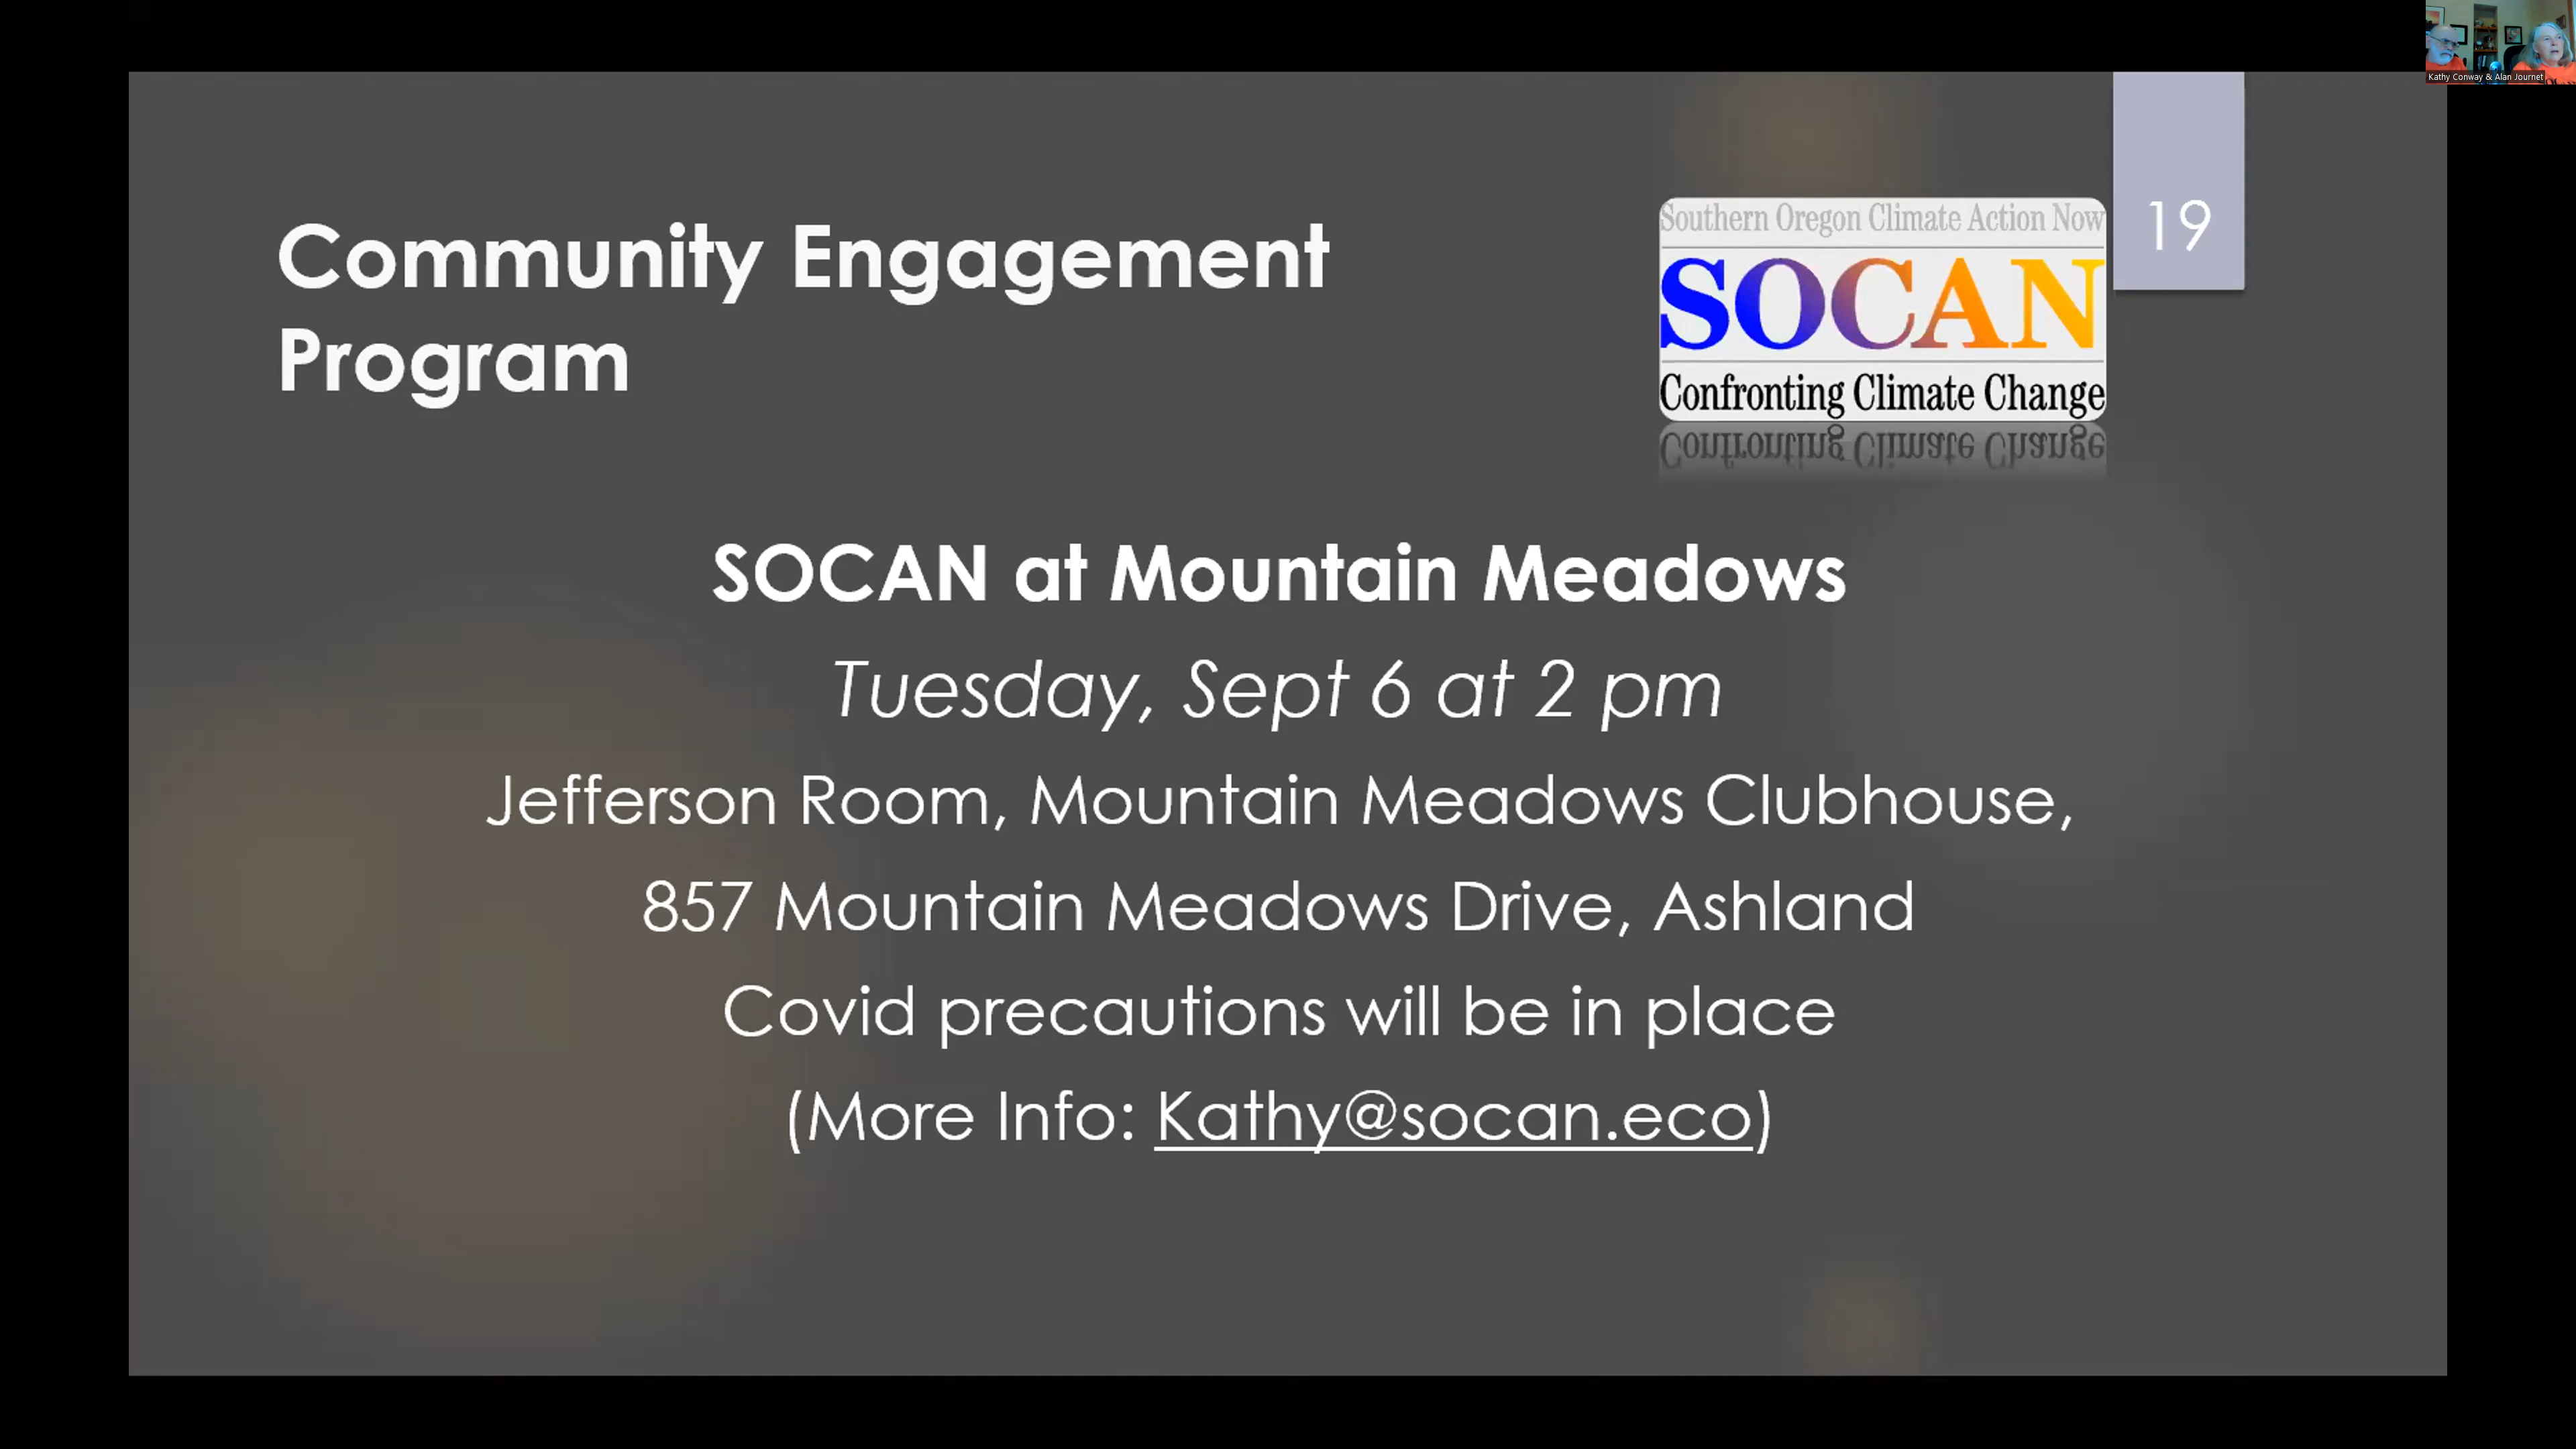 Kathy Conway & Alan Journet
19
Community Engagement
Program
Southern Oregon Climate Action Now
SOCAN
Confronting Climate Change
SOCAN at Mountain Meadows
Tuesday, Sept 6 at 2 pm
Jefferson Room, Mountain Meadows Clubhouse,
857 Mountain Meadows Drive, Ashland
Covid precautions will be in place
(More Info: Kathy@socan.eco)